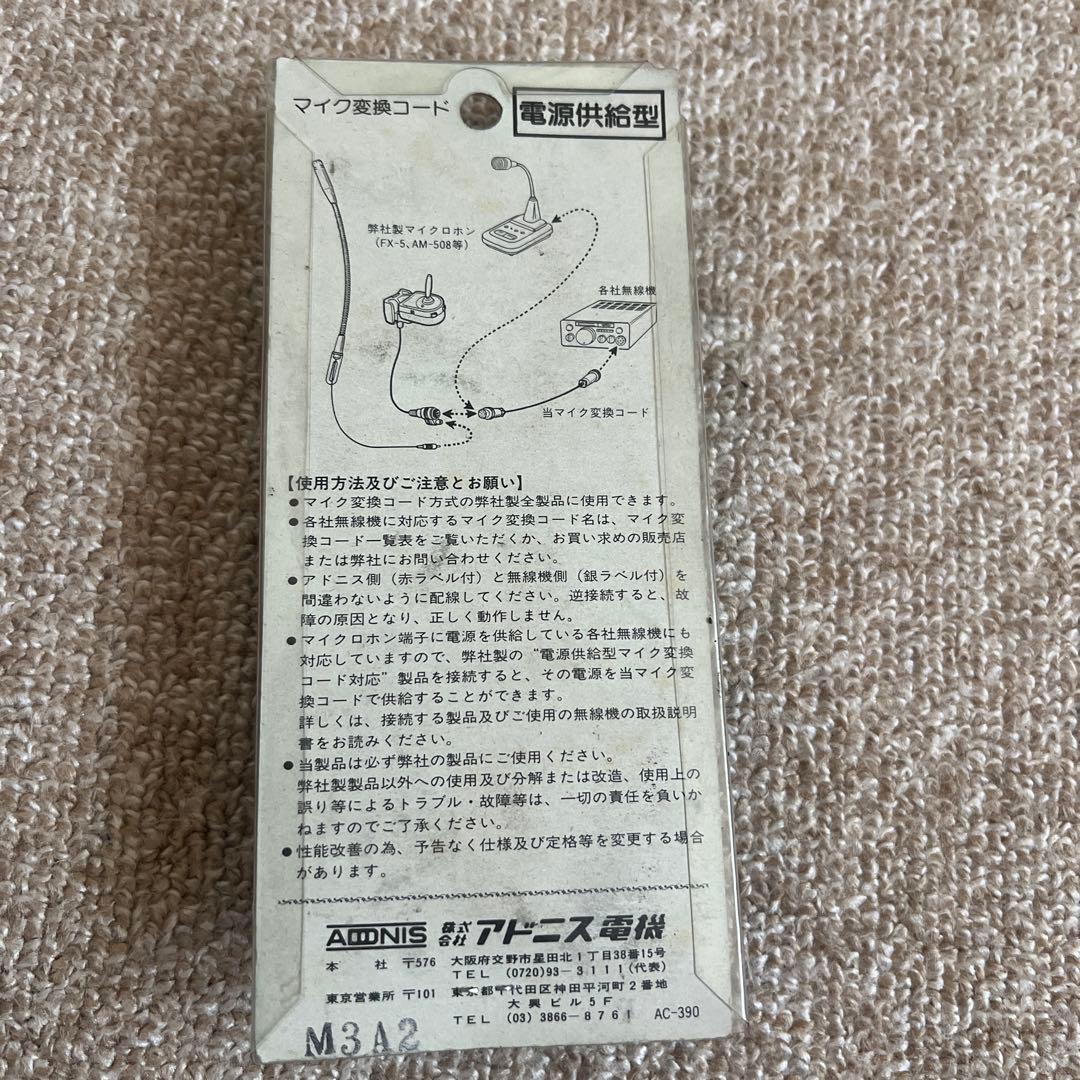 マイク変換コード
電源供給型
弊社製マイクロホン
(FX-5、AM-508等)
各社無線機
当マイク変換コード
【使用方法及びご注意とお願い】
●マイク変換コード方式の弊社製全製品に使用できます。
●各社無線機に対応するマイク変換コード名は、マイク変
換コード一覧表をご覧いただくか、お買い求めの販売店
または弊社にお問い合わせください。
●アドニス側（赤ラベル付）と無線機側（銀ラベル付）を
間違わないように配線してください。逆接続すると、故
障の原因となり、正しく動作しません。
●マイクロホン端子に電源を供給している各社無線機にも
対応していますので、弊社製の“電源供給型マイク変換
コード対応”製品を接続すると、その電源を当マイク変
換コードで供給することができます。
詳しくは、接続する製品及びご使用の無線機の取扱説明
書をお読みください。
●当製品は必ず弊社の製品にご使用ください。
弊社製製品以外への使用及び分解または改造、使用上の
誤り等によるトラブル・故障等は、一切の責任を負いか
ねますのでご了承ください。
●性能改善の為、予告なく仕様及び定格等を変更する場合
があります。
ADONIS 株式会社 アドニス電機
本社 〒576 大阪府交野市星田北1丁目38番15号
TEL (0720)93-3111(代表)
東京営業所 〒101 東京都千代田区神田平河町2番地
大興ビル5F
TEL (03)3866-8761 AC-390
M3A2